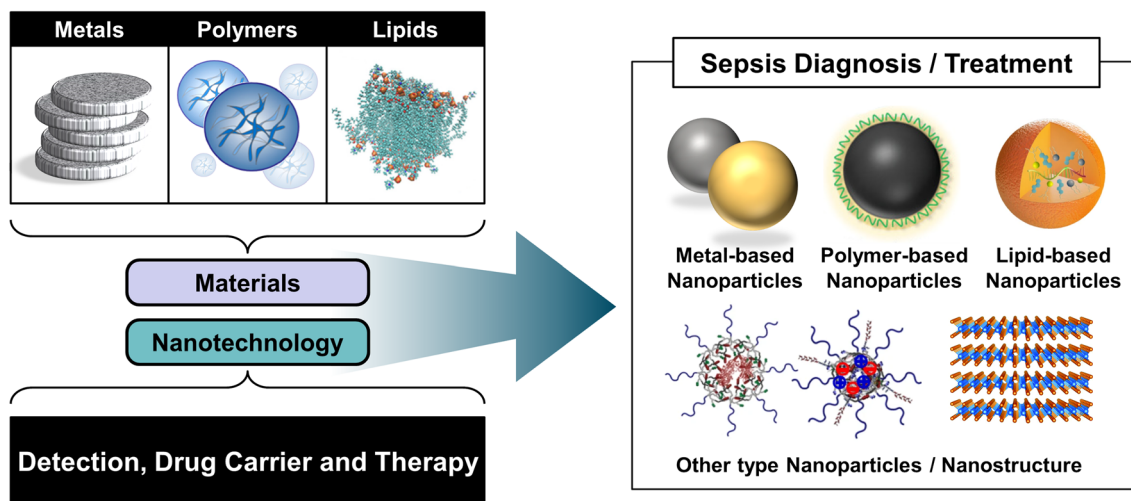 Metals
Polymers
Lipids
Materials
Nanotechnology
Detection, Drug Carrier and Therapy
Sepsis Diagnosis / Treatment
Metal-based
Nanoparticles
Polymer-based
Nanoparticles
Lipid-based
Nanoparticles
Other type Nanoparticles / Nanostructure